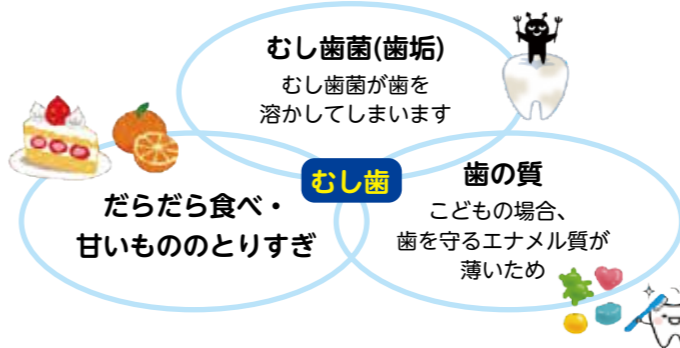 むし歯菌(歯垢)
むし歯菌が歯を
溶かしてしまいます
むし歯
だらだら食べ・
甘いもののとりすぎ
歯の質
こどもの場合、
歯を守るエナメル質が
薄いため